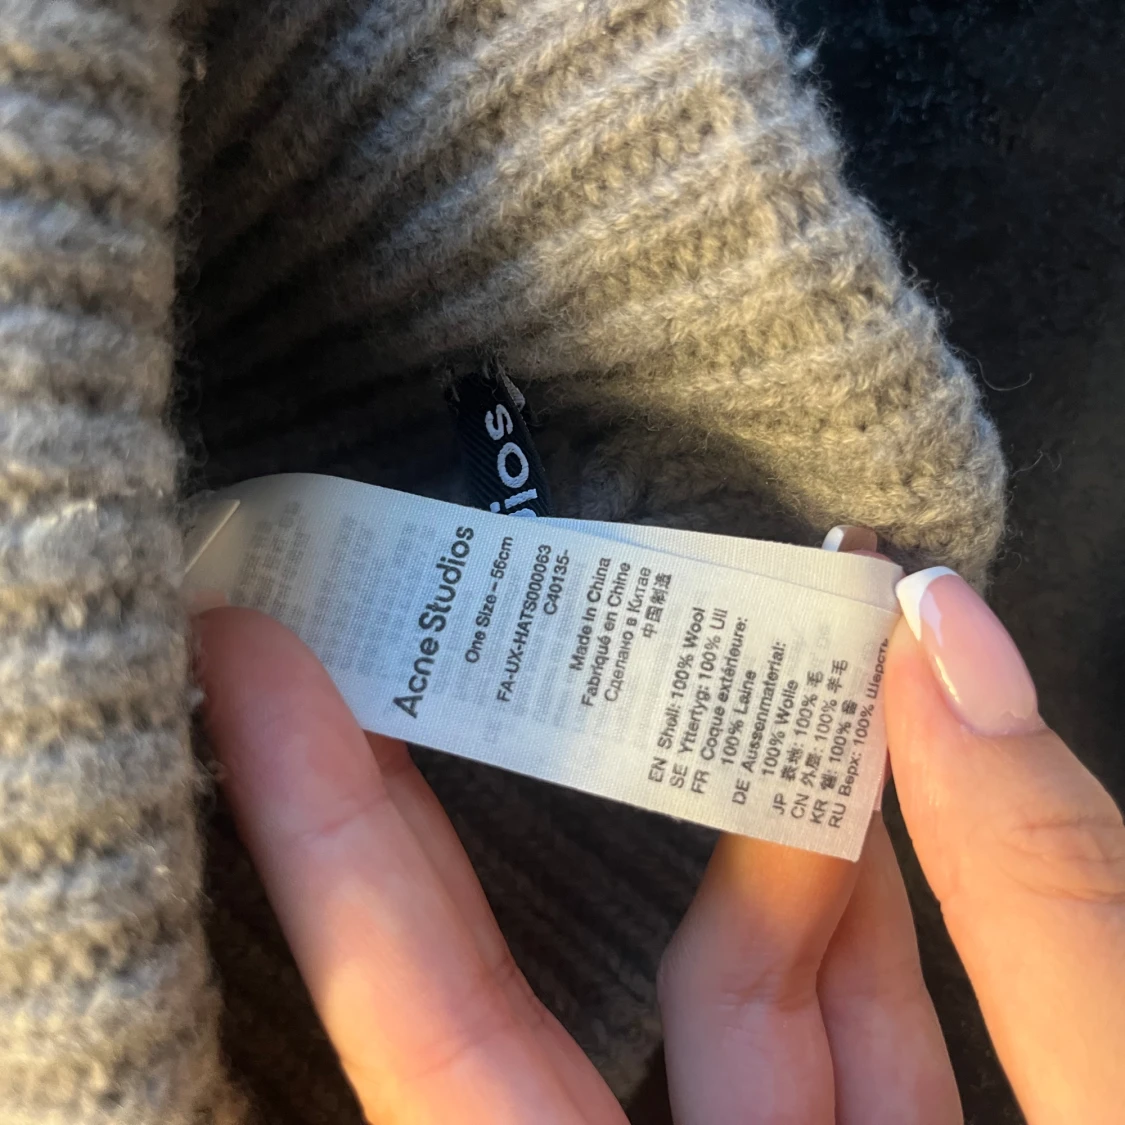 ios
Acne Studios
One Size – 56cm
FA-UX-HATS000063
C40135-
Made in China
Fabriqué en Chine
Сделано в Китае
中国制造
EN Shell: 100% Wool
SE Yttertyg: 100% Ull
FR Coque extérieure:
100% Laine
DE Aussenmaterial:
100% Wolle
JP 表地: 100% 毛
CN 外层: 100% 羊毛
KR 100%
RU Верх: 100% Шерсть